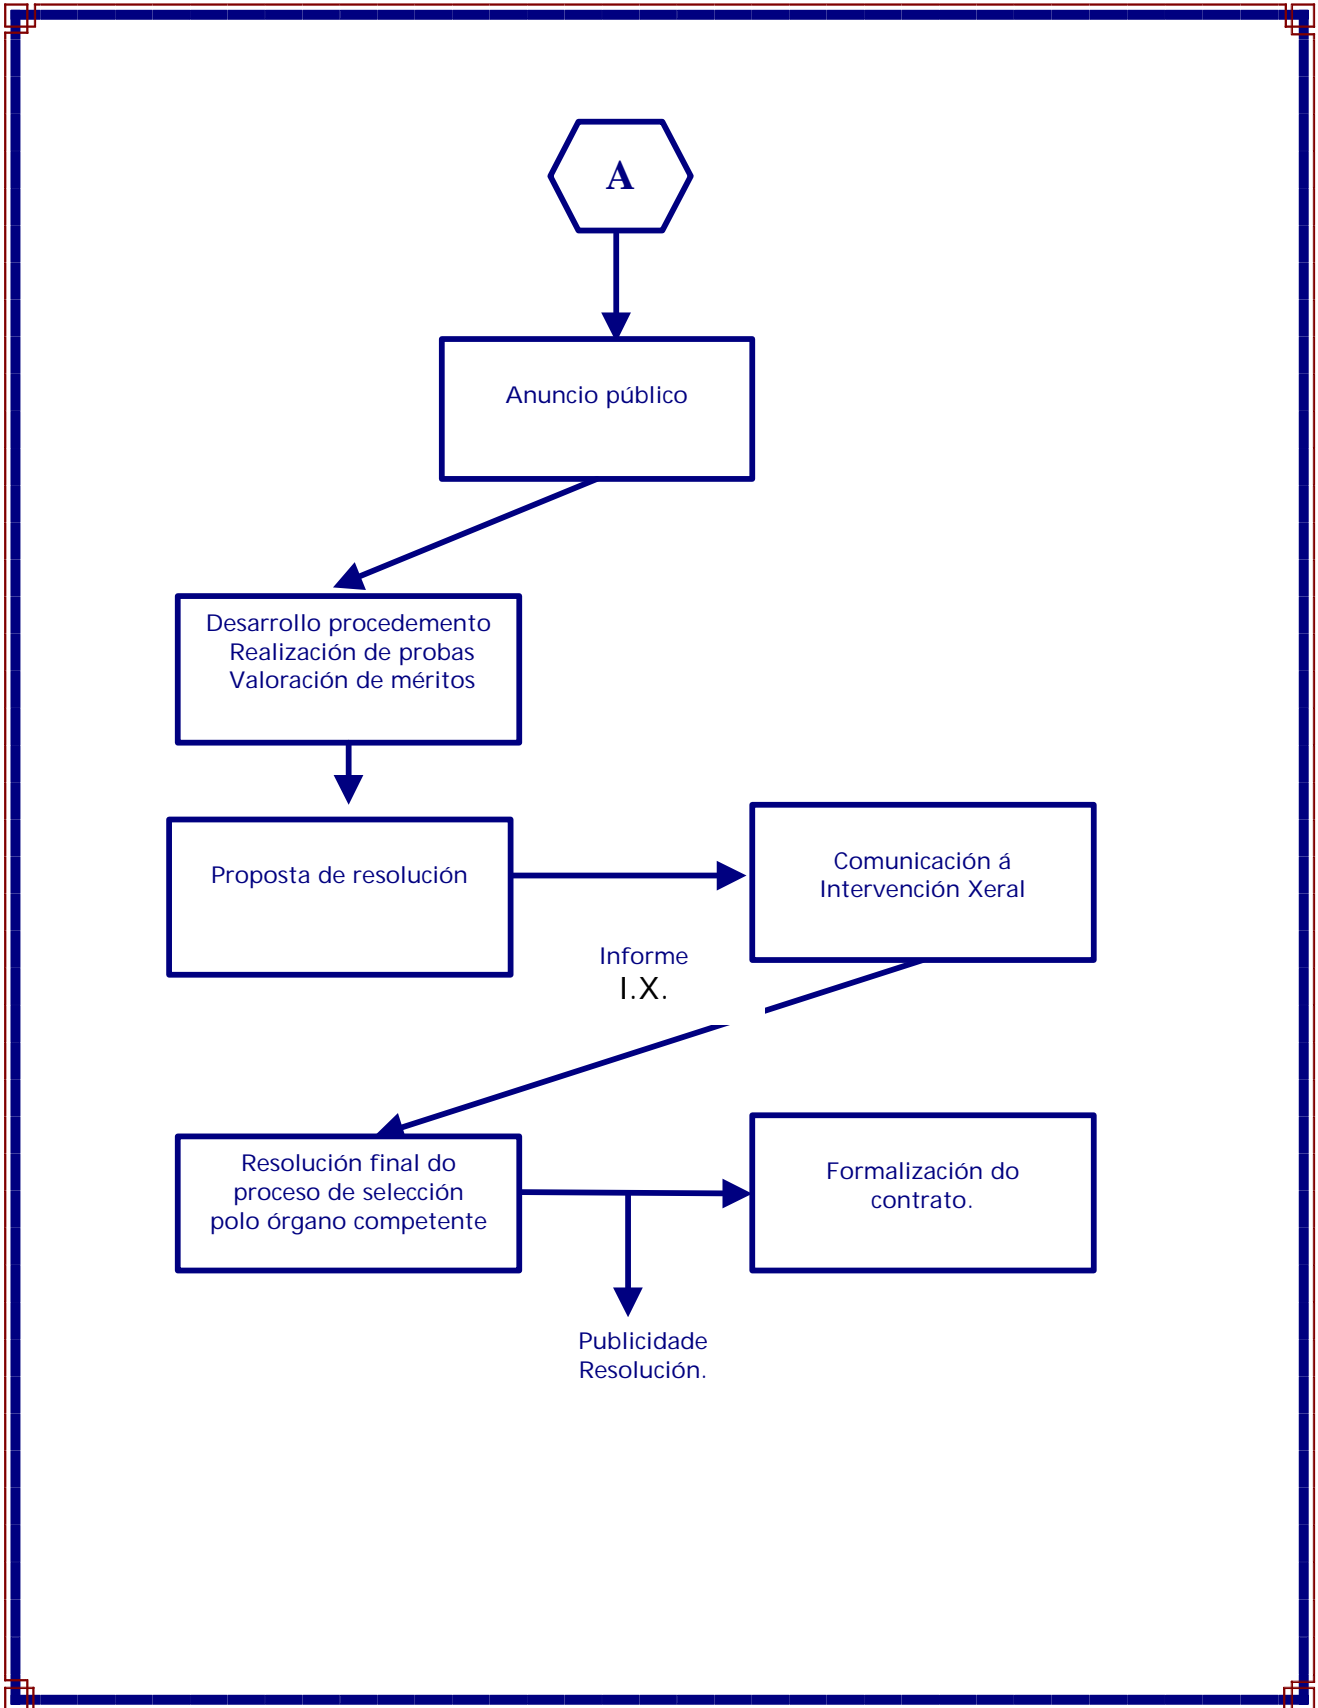 A
Anuncio público
Desarrollo procedemento
Realización de probas
Valoración de méritos
Proposta de resolución
Comunicación á
Intervención Xeral
Informe
I.X.
Resolución final do
proceso de selección
polo órgano competente
Formalización do
contrato.
Publicidade
Resolución.